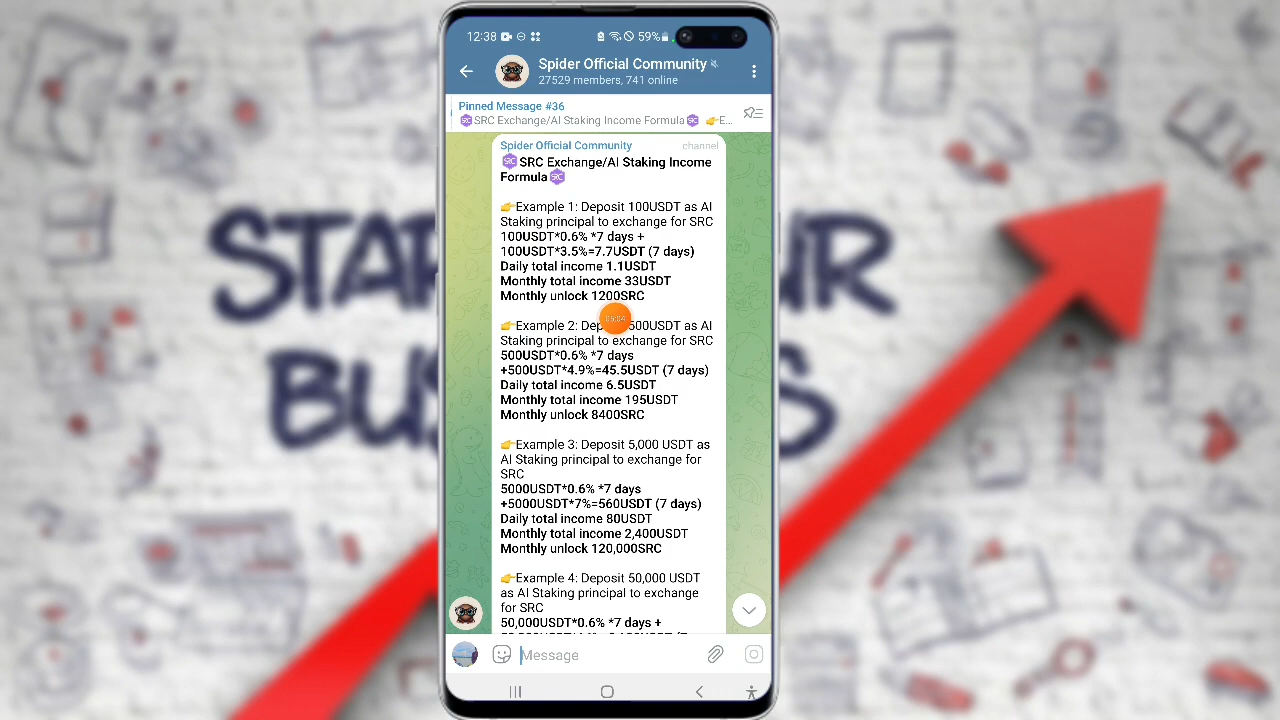 12:38
59%
Spider Official Community
27529 members, 741 online
Pinned Message #36
SRC Exchange/AI Staking Income Formula 👉E...
Spider Official Community channel
SRC Exchange/AI Staking Income
Formula
👉Example 1: Deposit 100USDT as AI
Staking principal to exchange for SRC
100USDT*0.6% *7 days +
100USDT*3.5%=7.7USDT (7 days)
Daily total income 1.1USDT
Monthly total income 33USDT
Monthly unlock 1200SRC
05:04
👉Example 2: 500USDT as AI
Staking principal to exchange for SRC
500USDT*0.6% *7 days
+500USDT*4.9%=45.5USDT (7 days)
Daily total income 6.5USDT
Monthly total income 195USDT
Monthly unlock 8400SRC
👉Example 3: Deposit 5,000 USDT as
AI Staking principal to exchange for
SRC
5000USDT*0.6% *7 days
+5000USDT*7%=560USDT (7 days)
Daily total income 80USDT
Monthly total income 2,400USDT
Monthly unlock 120,000SRC
👉Example 4: Deposit 50,000 USDT
as AI Staking principal to exchange
for SRC
50,000USDT*0.6% *7 days +
Message